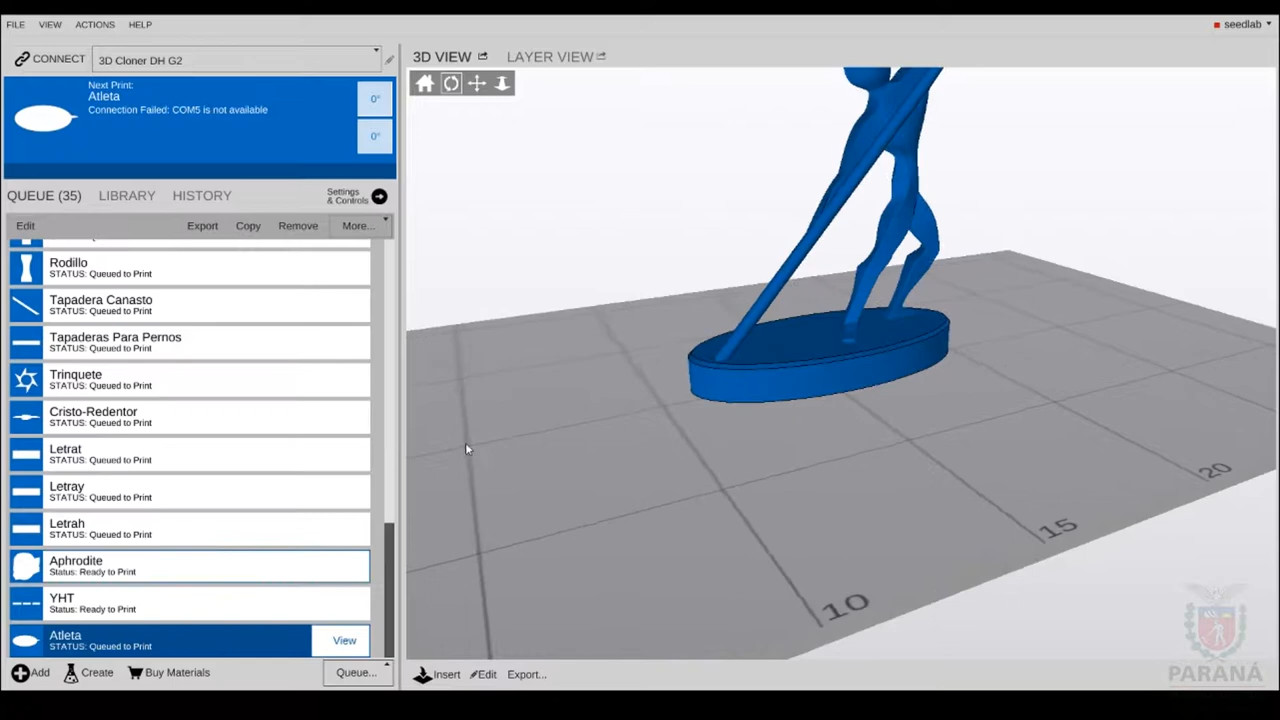 FILE VIEW ACTIONS HELP
seedlab
CONNECT 3D Cloner DH G2
Next Print:
Atleta
Connection Failed: COM5 is not available
0°
0°
QUEUE (35) LIBRARY HISTORY
Settings
& Controls
Edit Export Copy Remove More...
Rodillo
STATUS: Queued to Print
Tapadera Canasto
STATUS: Queued to Print
Tapaderas Para Pernos
STATUS: Queued to Print
Trinquete
STATUS: Queued to Print
Cristo-Redentor
STATUS: Queued to Print
Letrat
STATUS: Queued to Print
Letray
STATUS: Queued to Print
Letrah
STATUS: Queued to Print
Aphrodite
Status: Ready to Print
YHT
Status: Ready to Print
Atleta
STATUS: Queued to Print
View
Add Create Buy Materials Queue...
3D VIEW LAYER VIEW
20
15
10
Insert Edit Export...
PARANÁ